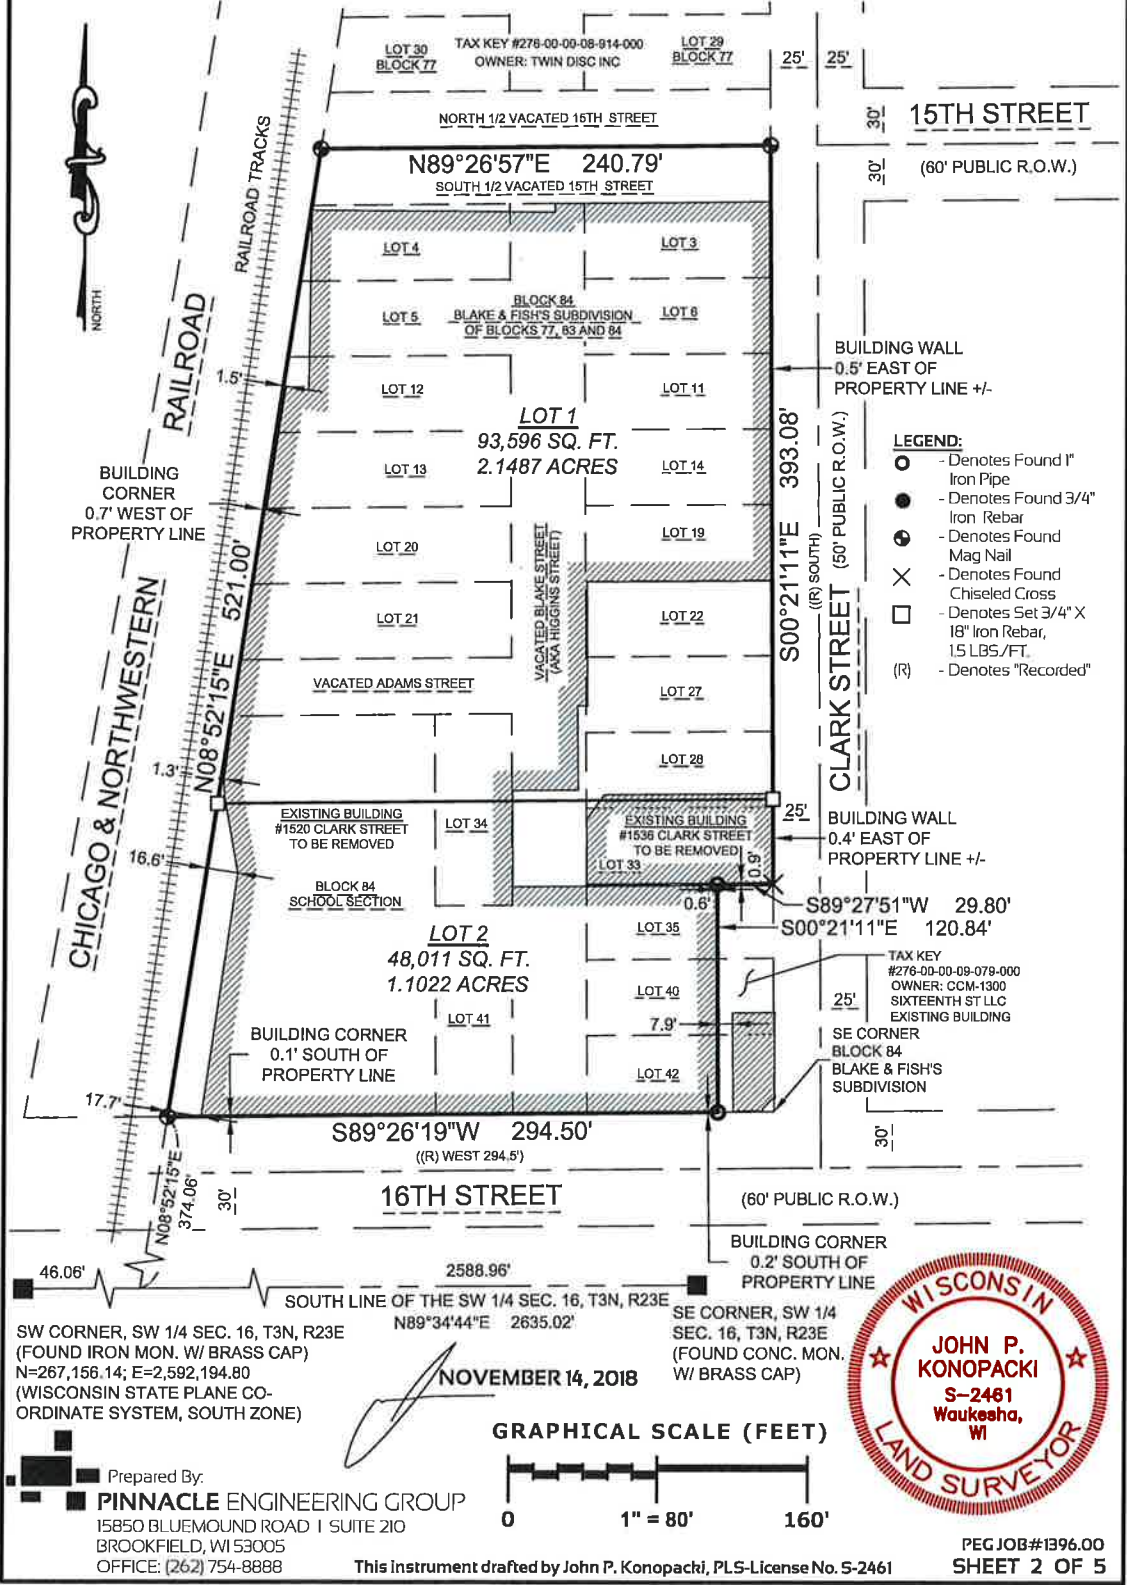 LOT 30
BLOCK 77
TAX KEY #276-00-00-08-914-000
OWNER: TWIN DISC INC
LOT 29
BLOCK 77
25'
25'
NORTH 1/2 VACATED 15TH STREET
30'
15TH STREET
N89°26'57"E 240.79'
30'
(60' PUBLIC R.O.W.)
SOUTH 1/2 VACATED 15TH STREET
RAILROAD TRACKS
NORTH
LOT 4
LOT 3
BLOCK 84
BLAKE & FISH'S SUBDIVISION
OF BLOCKS 77, 83 AND 84
LOT 5
LOT 6
RAILROAD
BUILDING WALL
0.5' EAST OF
PROPERTY LINE +/-
1.5'
LOT 12
LOT 11
LOT 1
93,596 SQ. FT.
2.1487 ACRES
393.08'
(50' PUBLIC R.O.W.)
LEGEND:
- Denotes Found 1"
Iron Pipe
- Denotes Found 3/4"
Iron Rebar
- Denotes Found
Mag Nail
- Denotes Found
Chiseled Cross
- Denotes Set 3/4" X
18" Iron Rebar,
1.5 LBS./FT.
(R) - Denotes "Recorded"
BUILDING
CORNER
0.7' WEST OF
PROPERTY LINE
LOT 13
LOT 14
LOT 20
LOT 19
VACATED BLAKE STREET
(AKA HIGGINS STREET)
S00°21'11"E
((R) SOUTH)
521.00'
LOT 21
LOT 22
CLARK STREET
VACATED ADAMS STREET
LOT 27
N08°52'15"E
CHICAGO & NORTHWESTERN
LOT 28
1.3'
EXISTING BUILDING
#1520 CLARK STREET
TO BE REMOVED
LOT 34
EXISTING BUILDING
#1536 CLARK STREET
TO BE REMOVED
LOT 33
25'
BUILDING WALL
0.4' EAST OF
PROPERTY LINE +/-
16.6'
0.9'
0.6'
BLOCK 84
SCHOOL SECTION
S89°27'51"W 29.80'
S00°21'11"E 120.84'
LOT 2
48,011 SQ. FT.
1.1022 ACRES
LOT 35
TAX KEY
#276-00-00-09-079-000
OWNER: CCM-1300
SIXTEENTH ST LLC
EXISTING BUILDING
LOT 40
25'
LOT 41
7.9'
BUILDING CORNER
0.1' SOUTH OF
PROPERTY LINE
SE CORNER
BLOCK 84
BLAKE & FISH'S
SUBDIVISION
LOT 42
17.7'
S89°26'19"W 294.50'
((R) WEST 294.5')
30'
N08°52'15"E
374.06'
30'
16TH STREET
(60' PUBLIC R.O.W.)
BUILDING CORNER
0.2' SOUTH OF
PROPERTY LINE
46.06'
2588.96'
SOUTH LINE OF THE SW 1/4 SEC. 16, T3N, R23E
N89°34'44"E 2635.02'
SW CORNER, SW 1/4 SEC. 16, T3N, R23E
(FOUND IRON MON. W/ BRASS CAP)
N=267,156.14; E=2,592,194.80
(WISCONSIN STATE PLANE CO-
ORDINATE SYSTEM, SOUTH ZONE)
SE CORNER, SW 1/4
SEC. 16, T3N, R23E
(FOUND CONC. MON.
W/ BRASS CAP)
NOVEMBER 14, 2018
WISCONSIN
JOHN P.
KONOPACKI
S-2461
Waukesha,
WI
LAND SURVEYOR
GRAPHICAL SCALE (FEET)
0 1" = 80' 160'
Prepared By:
PINNACLE ENGINEERING GROUP
15850 BLUEMOUND ROAD | SUITE 210
BROOKFIELD, WI 53005
OFFICE: (262) 754-8888
This instrument drafted by John P. Konopacki, PLS-License No. S-2461
PEG JOB#1396.00
SHEET 2 OF 5